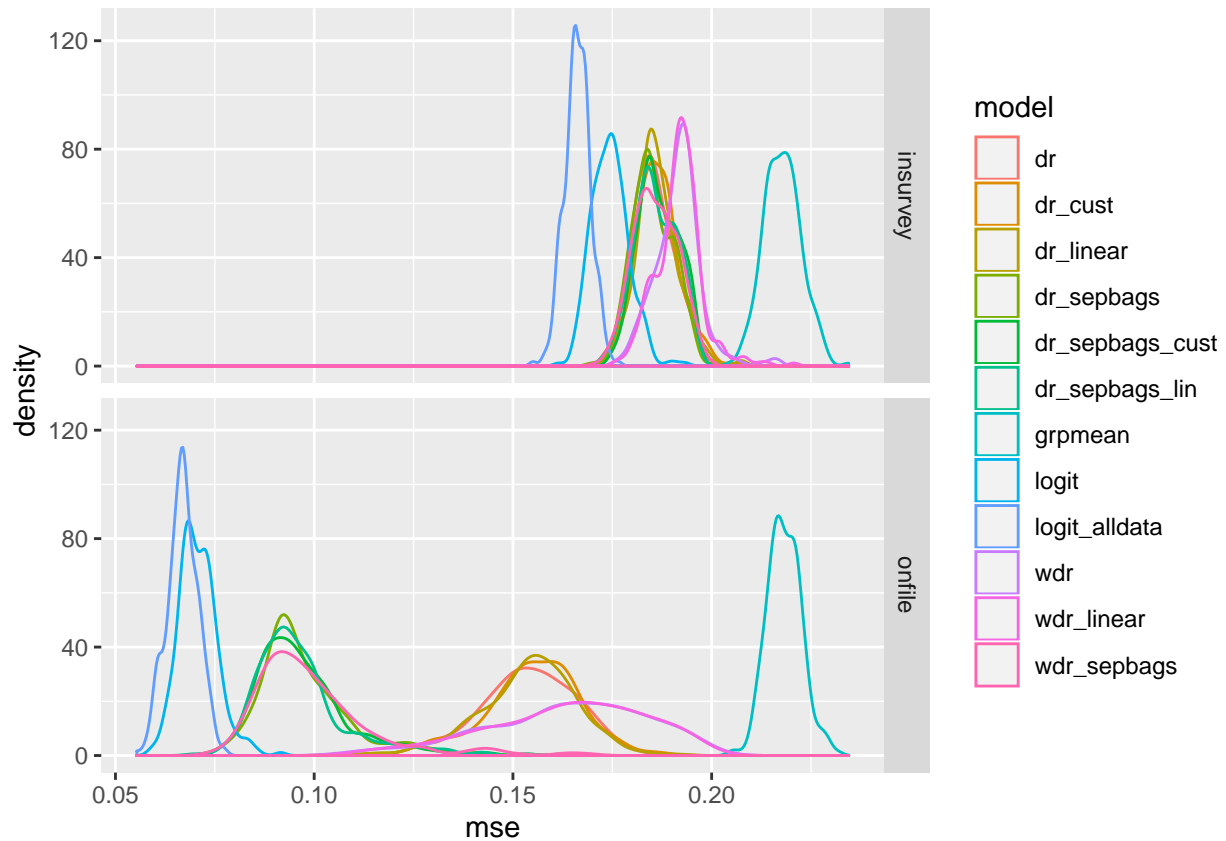 120
80
40
0
insurvey
120
80
40
0
onfile
density
0.05
0.10
0.15
0.20
mse
model
dr
dr_cust
dr_linear
dr_sepbags
dr_sepbags_cust
dr_sepbags_lin
grpmean
logit
logit_alldata
wdr
wdr_linear
wdr_sepbags